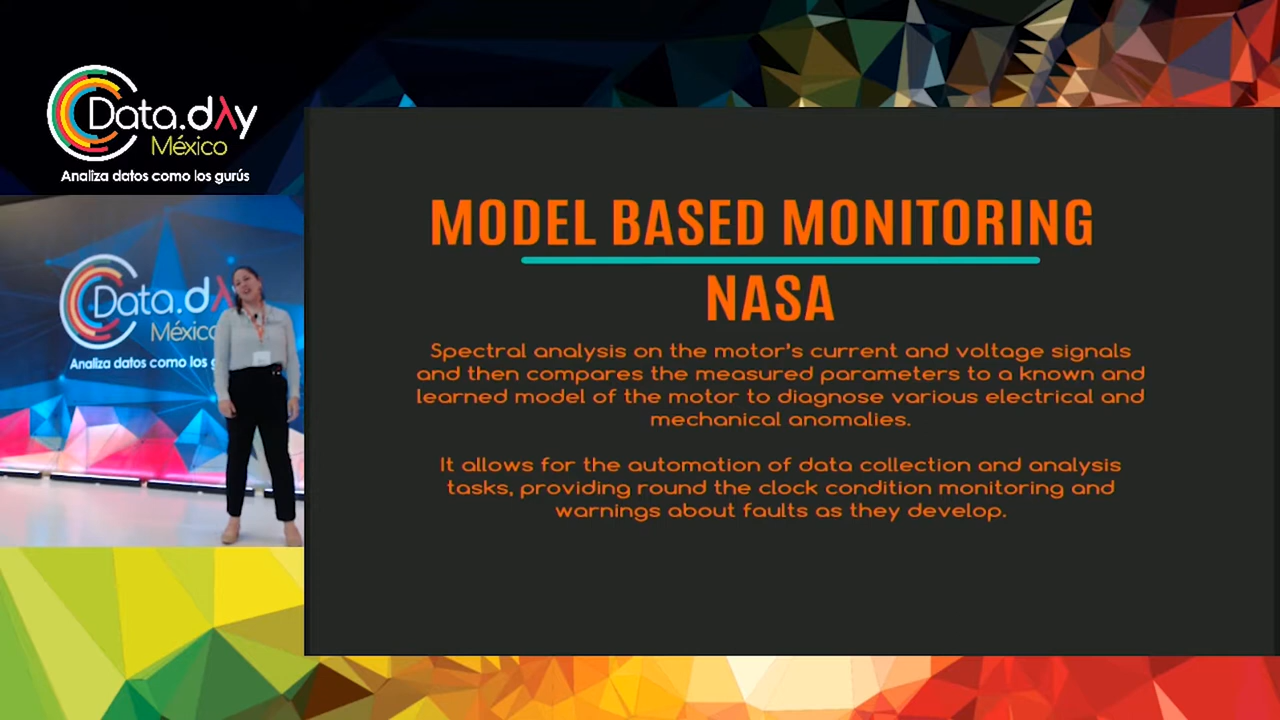 Data.dλy
México
Analiza datos como los gurús
Data.dλ
México
Analiza datos como los g
MODEL BASED MONITORING
NASA
Spectral analysis on the motor's current and voltage signals
and then compares the measured parameters to a known and
learned model of the motor to diagnose various electrical and
mechanical anomalies.
It allows for the automation of data collection and analysis
tasks, providing round the clock condition monitoring and
warnings about faults as they develop.